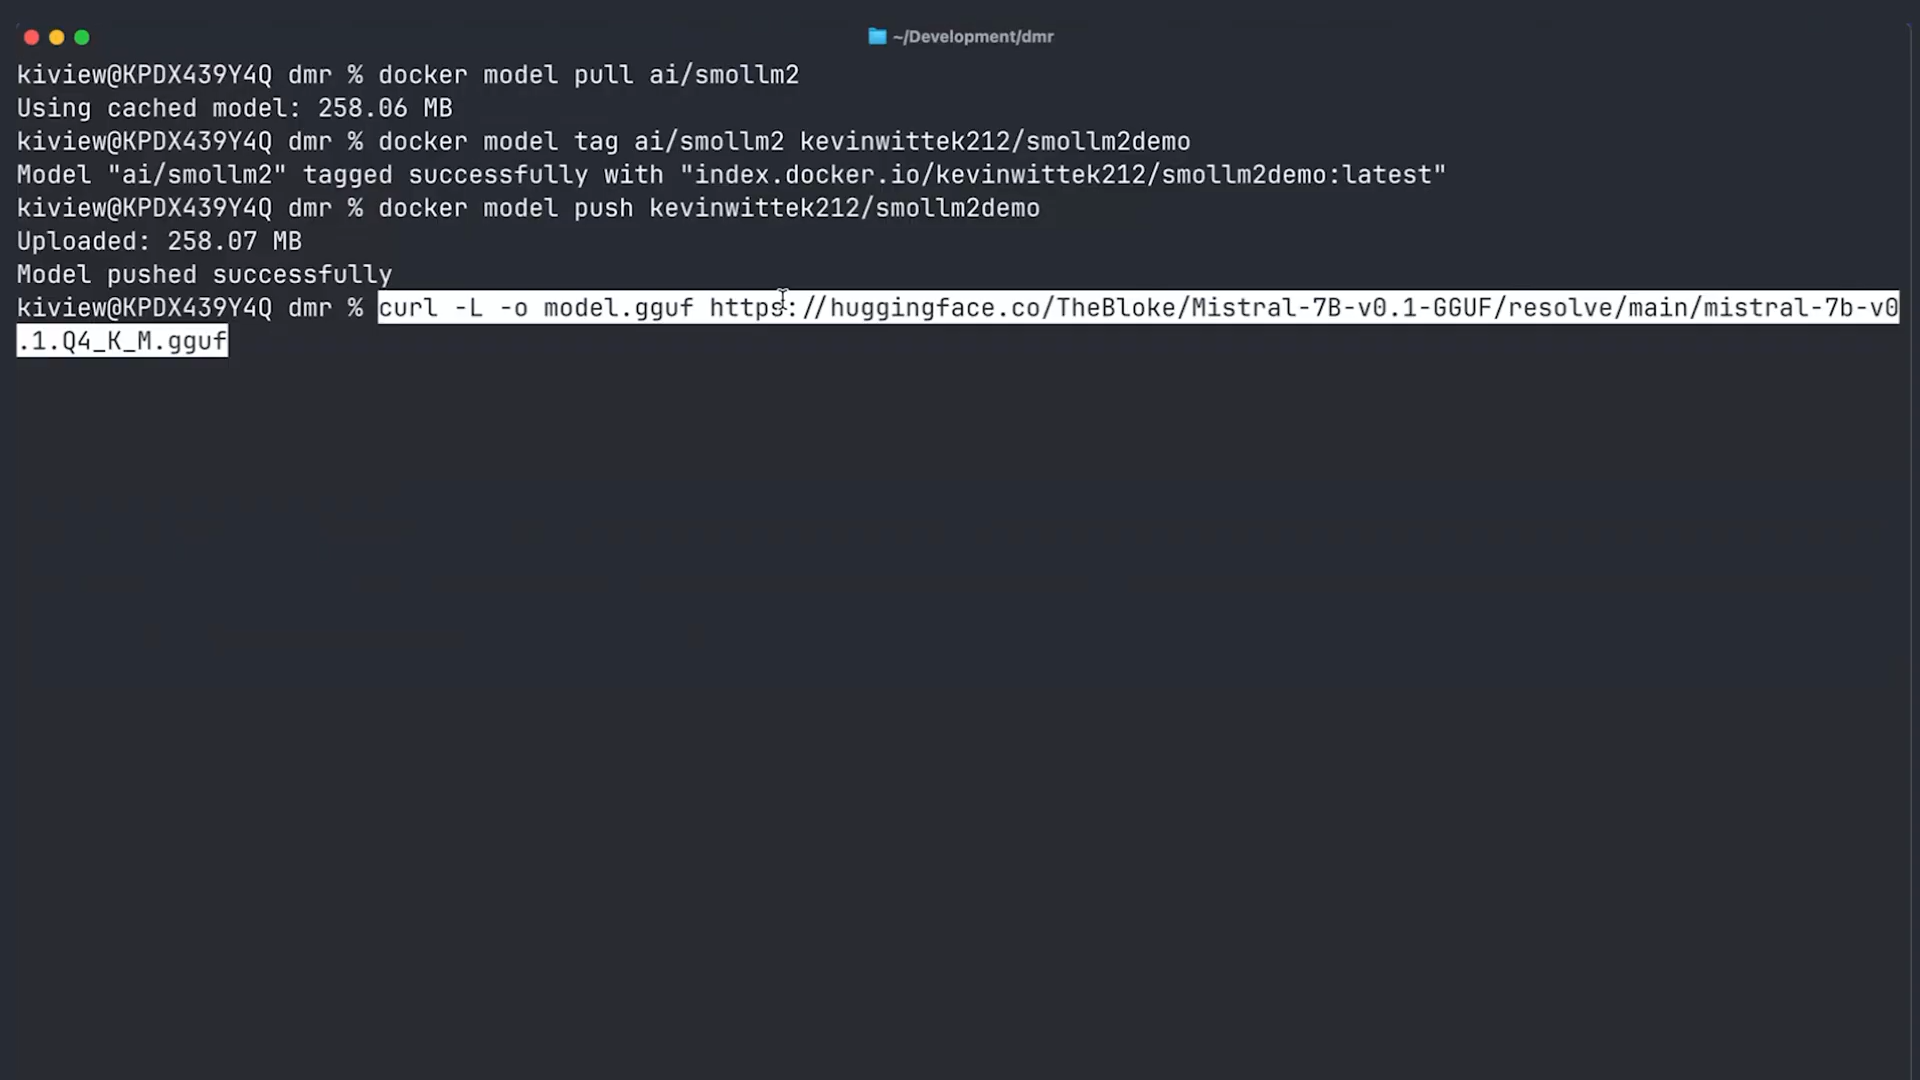 ~/Development/dmr
kiview@KPDX439Y4Q dmr % docker model pull ai/smollm2
Using cached model: 258.06 MB
kiview@KPDX439Y4Q dmr % docker model tag ai/smollm2 kevinwittek212/smollm2demo
Model "ai/smollm2" tagged successfully with "index.docker.io/kevinwittek212/smollm2demo:latest"
kiview@KPDX439Y4Q dmr % docker model push kevinwittek212/smollm2demo
Uploaded: 258.07 MB
Model pushed successfully
kiview@KPDX439Y4Q dmr % curl -L -o model.gguf https://huggingface.co/TheBloke/Mistral-7B-v0.1-GGUF/resolve/main/mistral-7b-v0
.1.Q4_K_M.gguf